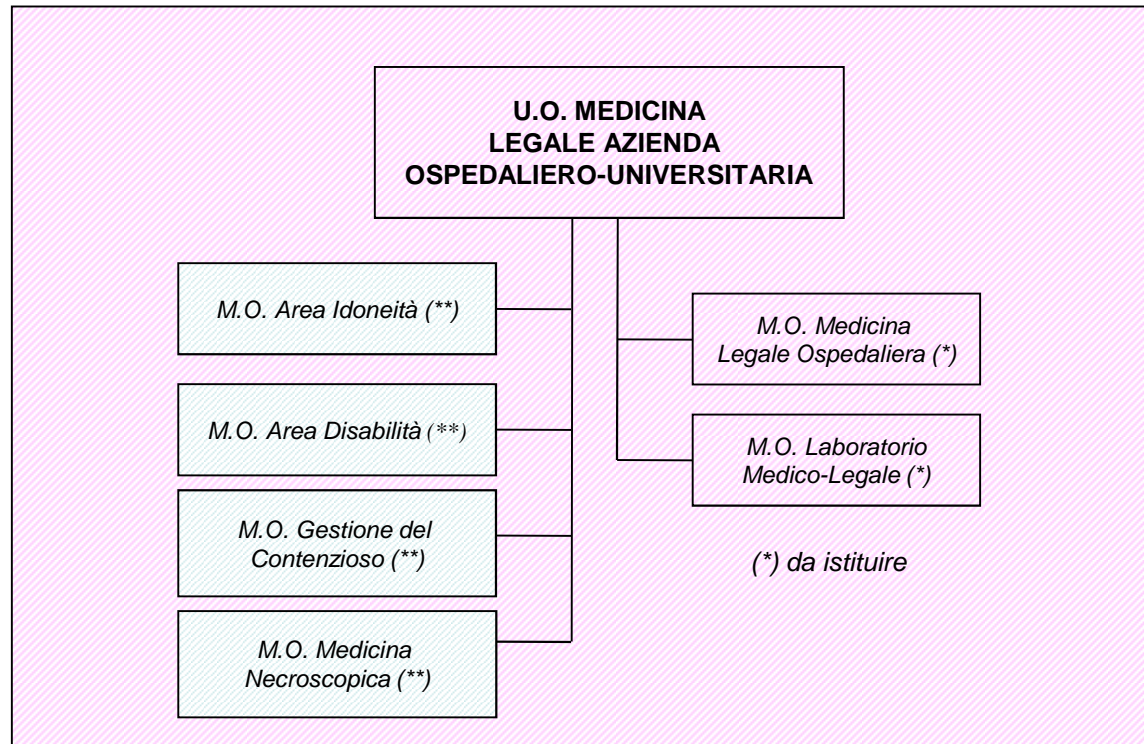 U.O. MEDICINA
LEGALE AZIENDA
OSPEDALIERO-UNIVERSITARIA
M.O. Area Idoneità (**)
M.O. Area Disabilità (**)
M.O. Gestione del
Contenzioso (**)
M.O. Medicina
Necroscopica (**)
M.O. Medicina
Legale Ospedaliera (*)
M.O. Laboratorio
Medico-Legale (*)
(*) da istituire